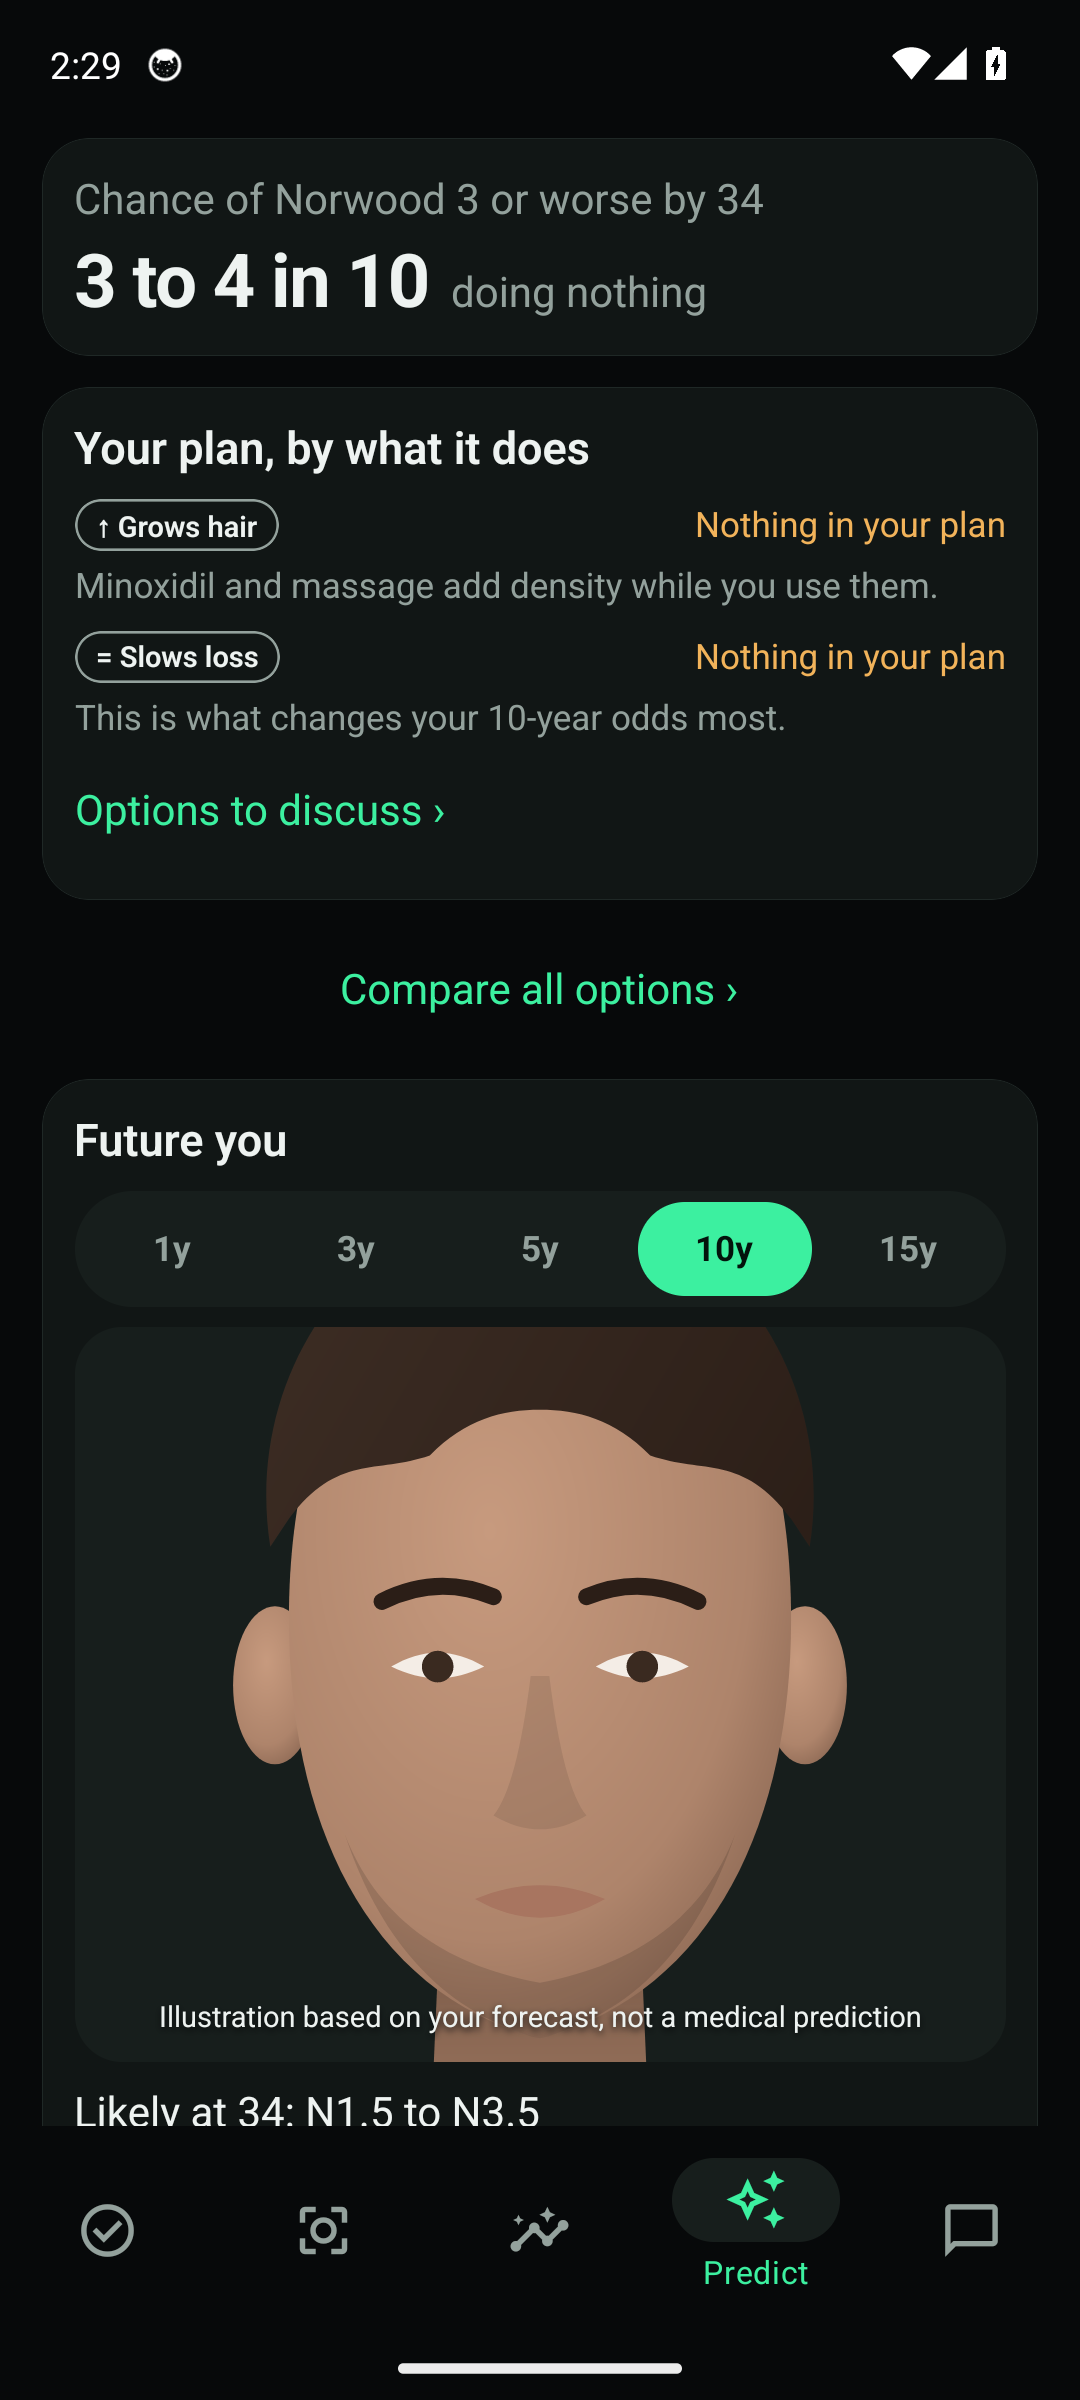 2:29
Chance of Norwood 3 or worse by 34
3 to 4 in 10 doing nothing
Your plan, by what it does
↑ Grows hair
Nothing in your plan
Minoxidil and massage add density while you use them.
= Slows loss
Nothing in your plan
This is what changes your 10-year odds most.
Options to discuss ›
Compare all options ›
Future you
1y 3y 5y 10y 15y
Illustration based on your forecast, not a medical prediction
Likely at 34: N1.5 to N3.5
Predict